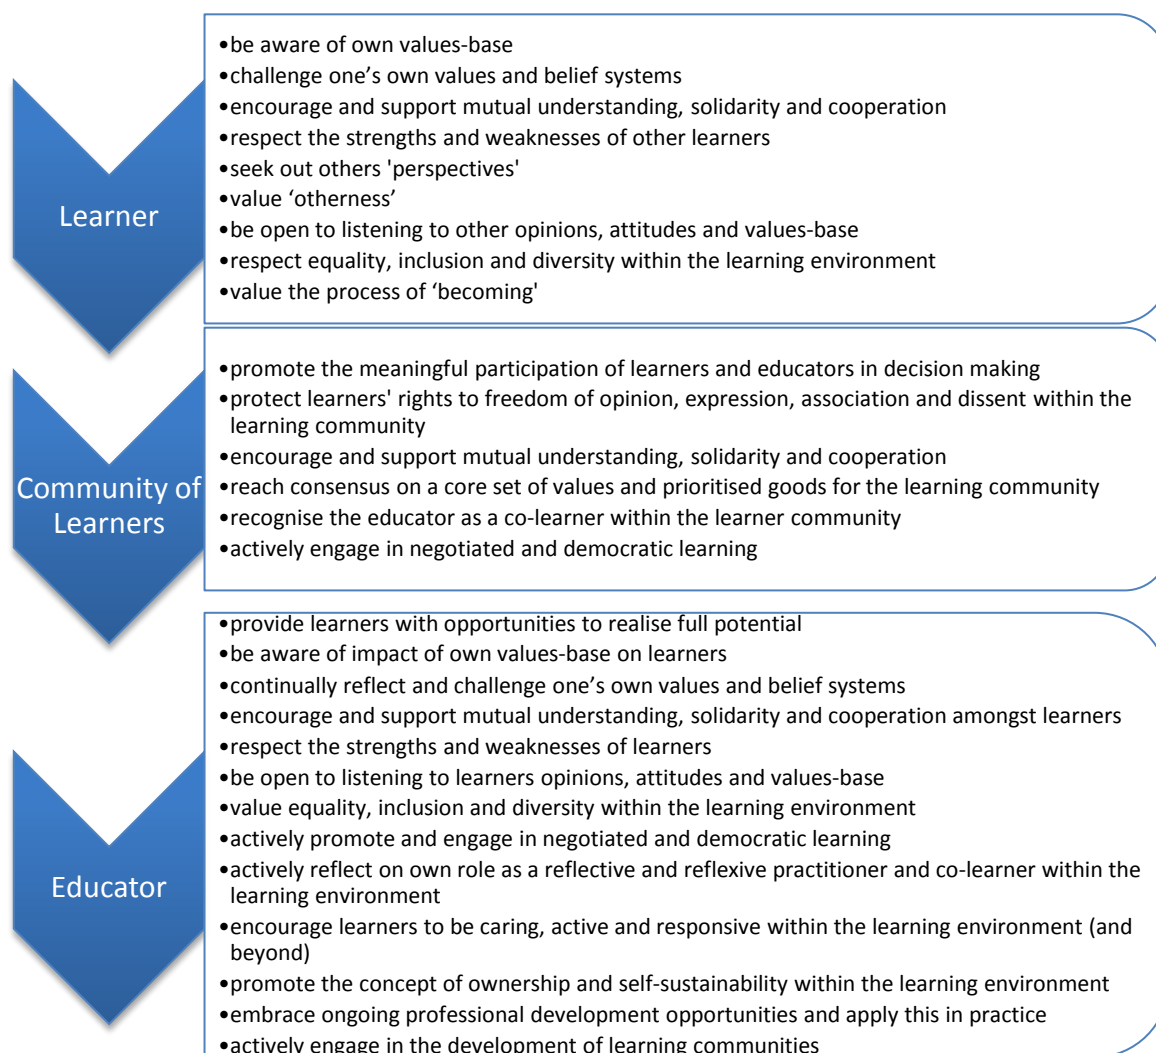 Learner
•be aware of own values-base
•challenge one's own values and belief systems
•encourage and support mutual understanding, solidarity and cooperation
•respect the strengths and weaknesses of other learners
•seek out others 'perspectives'
•value ‘otherness’
•be open to listening to other opinions, attitudes and values-base
•respect equality, inclusion and diversity within the learning environment
•value the process of ‘becoming'
Community of
Learners
•promote the meaningful participation of learners and educators in decision making
•protect learners' rights to freedom of opinion, expression, association and dissent within the
learning community
•encourage and support mutual understanding, solidarity and cooperation
•reach consensus on a core set of values and prioritised goods for the learning community
•recognise the educator as a co-learner within the learner community
•actively engage in negotiated and democratic learning
Educator
•provide learners with opportunities to realise full potential
•be aware of impact of own values-base on learners
•continually reflect and challenge one’s own values and belief systems
•encourage and support mutual understanding, solidarity and cooperation amongst learners
•respect the strengths and weaknesses of learners
•be open to listening to learners opinions, attitudes and values-base
•value equality, inclusion and diversity within the learning environment
•actively promote and engage in negotiated and democratic learning
•actively reflect on own role as a reflective and reflexive practitioner and co-learner within the
learning environment
•encourage learners to be caring, active and responsive within the learning environment (and
beyond)
•promote the concept of ownership and self-sustainability within the learning environment
•embrace ongoing professional development opportunities and apply this in practice
•actively engage in the development of learning communities